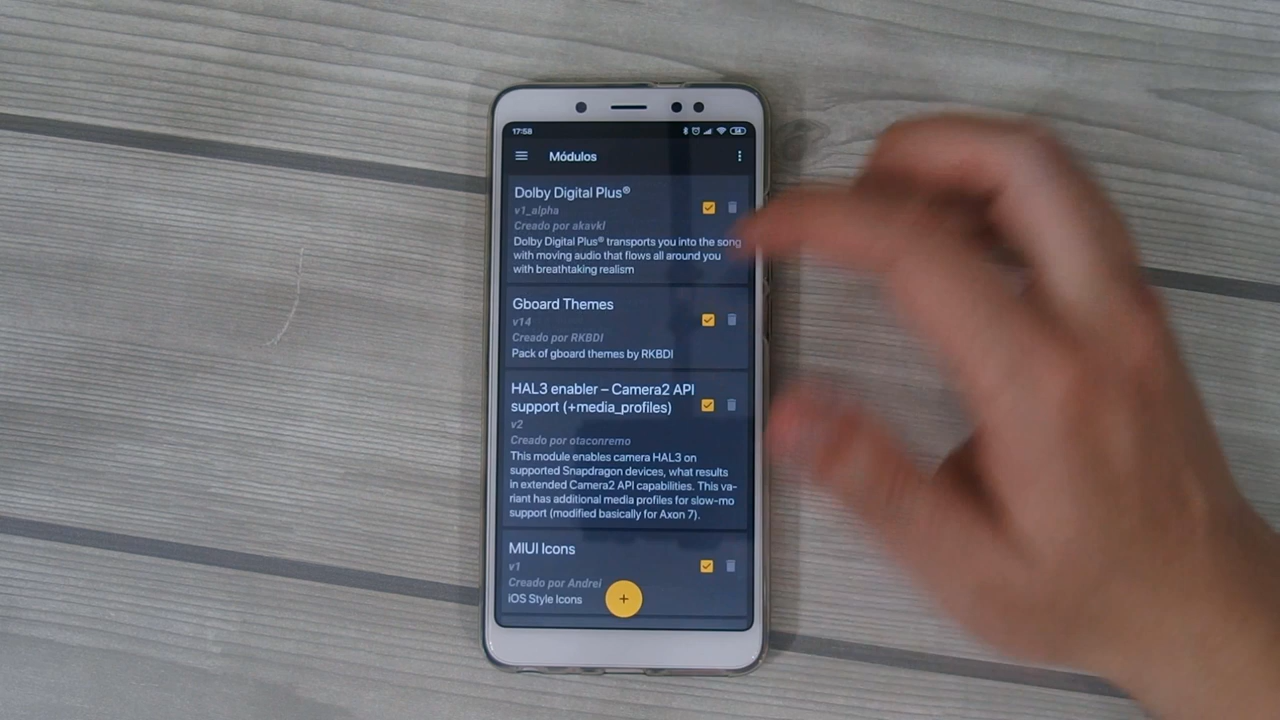 17:58
Módulos
Dolby Digital Plus®
v1_alpha
Creado por akavkl
Dolby Digital Plus® transports you into the song
with moving audio that flows all around you
with breathtaking realism
Gboard Themes
v14
Creado por RKBDI
Pack of gboard themes by RKBDI
HAL3 enabler – Camera2 API
support (+media_profiles)
v2
Creado por otaconremo
This module enables camera HAL3 on
supported Snapdragon devices, what results
in extended Camera2 API capabilities. This va-
riant has additional media profiles for slow-mo
support (modified basically for Axon 7).
MIUI Icons
v1
Creado por Andrei
iOS Style Icons
+